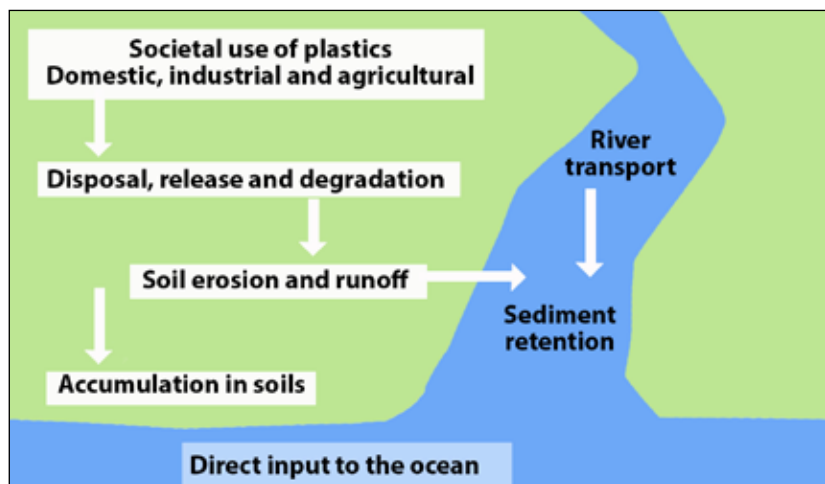 Societal use of plastics
Domestic, industrial and agricultural
River
transport
Disposal, release and degradation
Soil erosion and runoff
Sediment
retention
Accumulation in soils
Direct input to the ocean